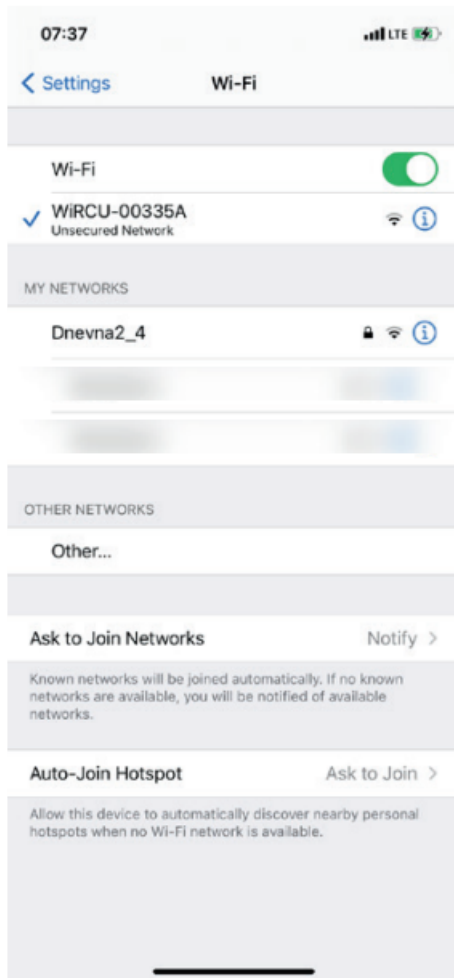 07:37 LTE
Settings Wi-Fi
Wi-Fi
WiRCU-00335A
Unsecured Network
MY NETWORKS
Dnevna2_4
OTHER NETWORKS
Other...
Ask to Join Networks Notify
Known networks will be joined automatically. If no known
networks are available, you will be notified of available
networks.
Auto-Join Hotspot Ask to Join
Allow this device to automatically discover nearby personal
hotspots when no Wi-Fi network is available.